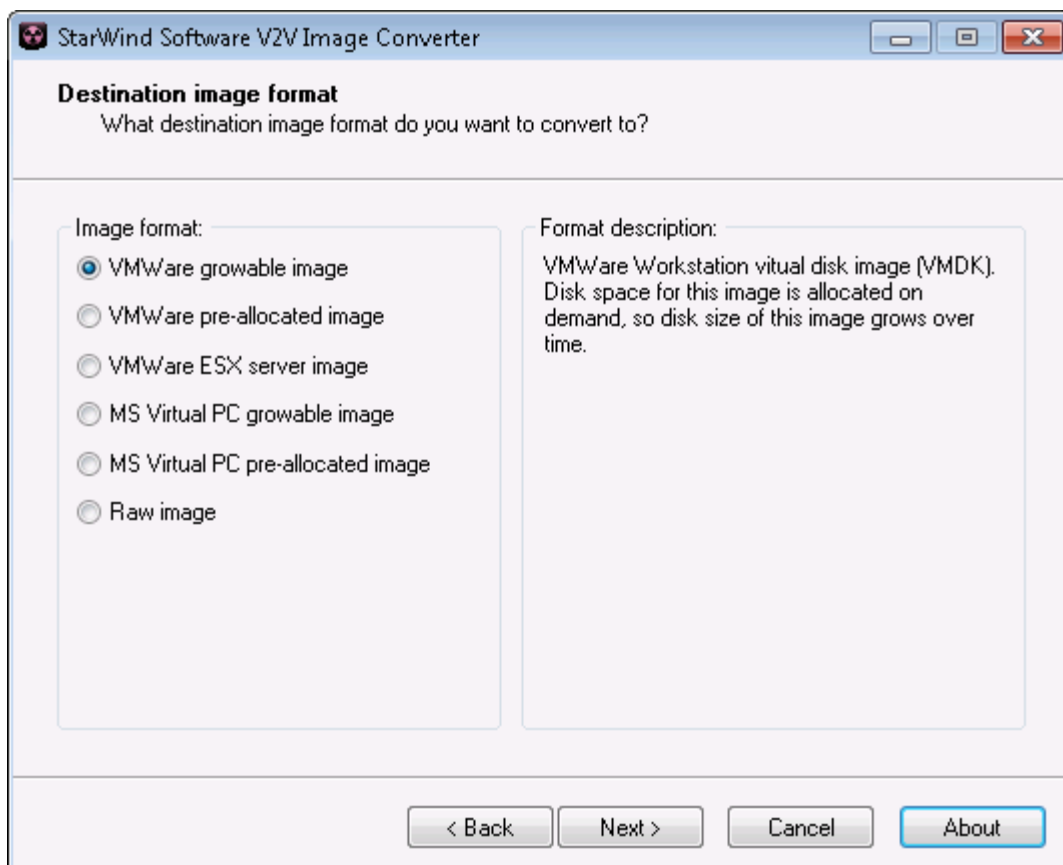 StarWind Software V2V Image Converter
Destination image format
What destination image format do you want to convert to?
Image format:
VMWare growable image
VMWare pre-allocated image
VMWare ESX server image
MS Virtual PC growable image
MS Virtual PC pre-allocated image
Raw image
Format description:
VMWare Workstation vitual disk image (VMDK).
Disk space for this image is allocated on
demand, so disk size of this image grows over
time.
< Back
Next >
Cancel
About